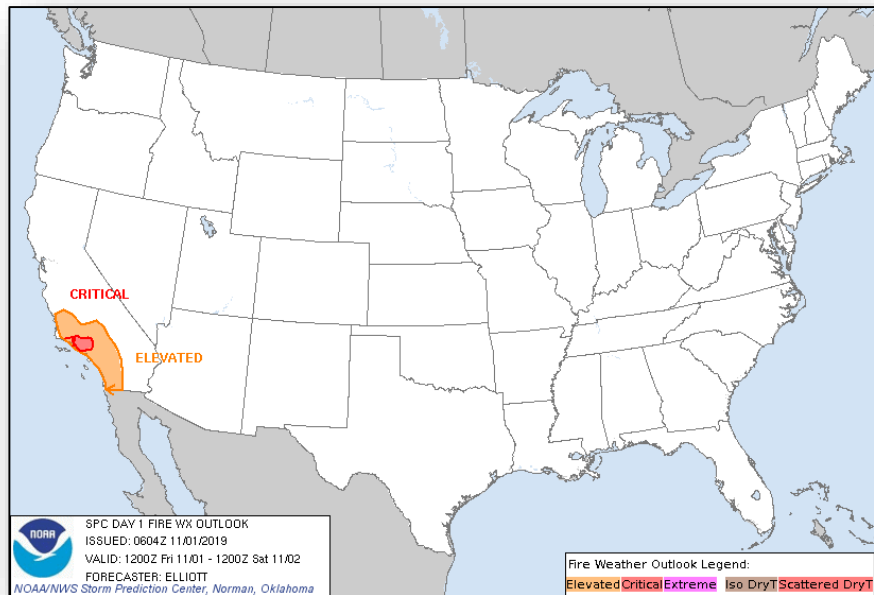 CRITICAL
ELEVATED
NOAA
SPC DAY 1 FIRE WX OUTLOOK
ISSUED: 0604Z 11/01/2019
VALID: 1200Z Fri 11/01 - 1200Z Sat 11/02
FORECASTER: ELLIOTT
NOAA/NWS Storm Prediction Center, Norman, Oklahoma
Fire Weather Outlook Legend:
Elevated Critical Extreme Iso DryT Scattered DryT